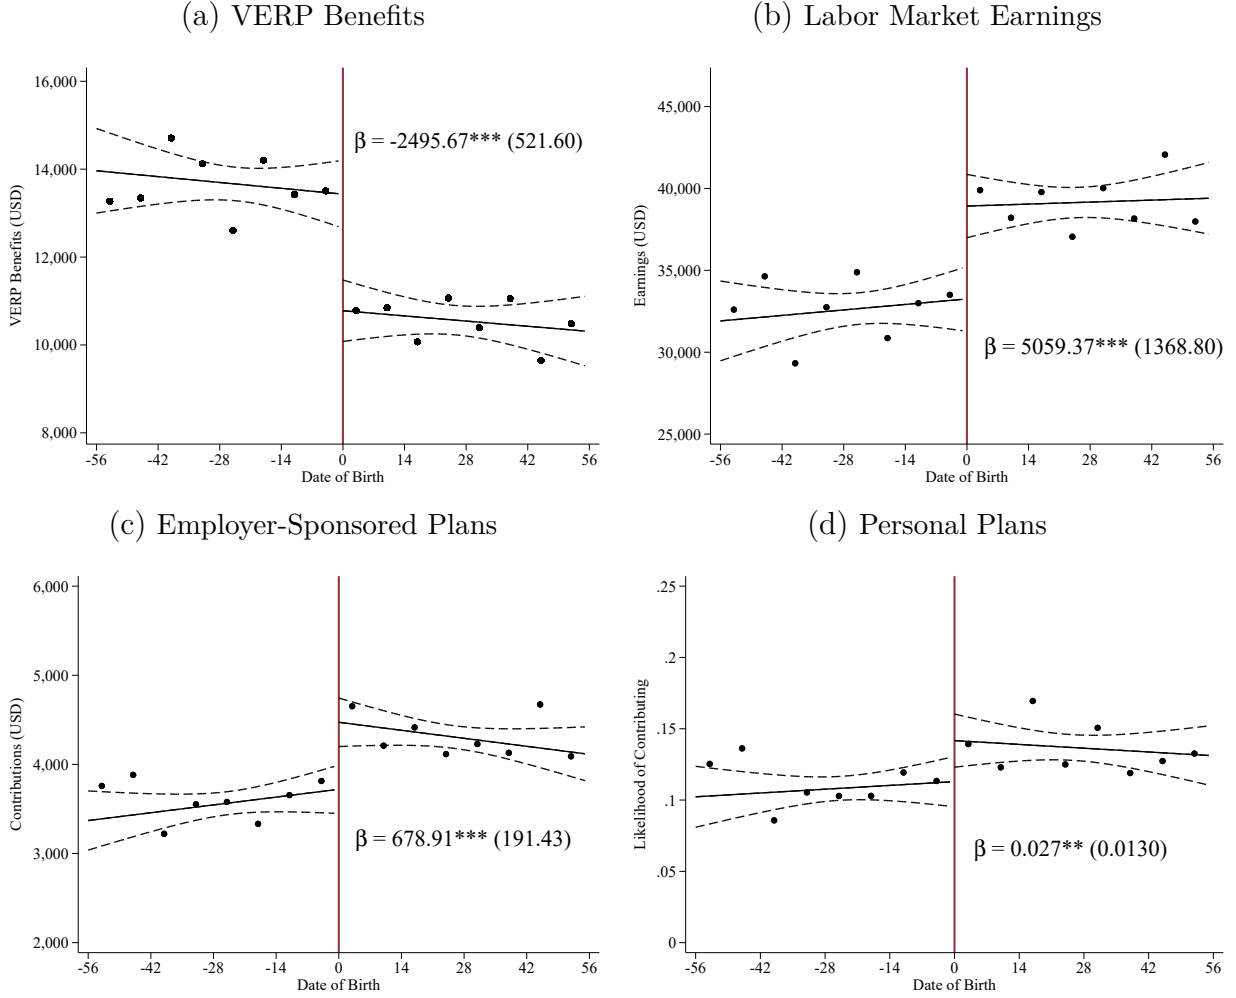 (a) VERP Benefits
16,000
14,000
12,000
10,000
8,000
VERP Benefits (USD)
β = -2495.67*** (521.60)
-56 -42 -28 -14 0 14 28 42 56
Date of Birth
(b) Labor Market Earnings
45,000
40,000
35,000
30,000
25,000
Earnings (USD)
β = 5059.37*** (1368.80)
-56 -42 -28 -14 0 14 28 42 56
Date of Birth
(c) Employer-Sponsored Plans
6,000
5,000
4,000
3,000
2,000
Contributions (USD)
β = 678.91*** (191.43)
-56 -42 -28 -14 0 14 28 42 56
Date of Birth
(d) Personal Plans
.25
.2
.15
.1
.05
0
Likelihood of Contributing
β = 0.027** (0.0130)
-56 -42 -28 -14 0 14 28 42 56
Date of Birth